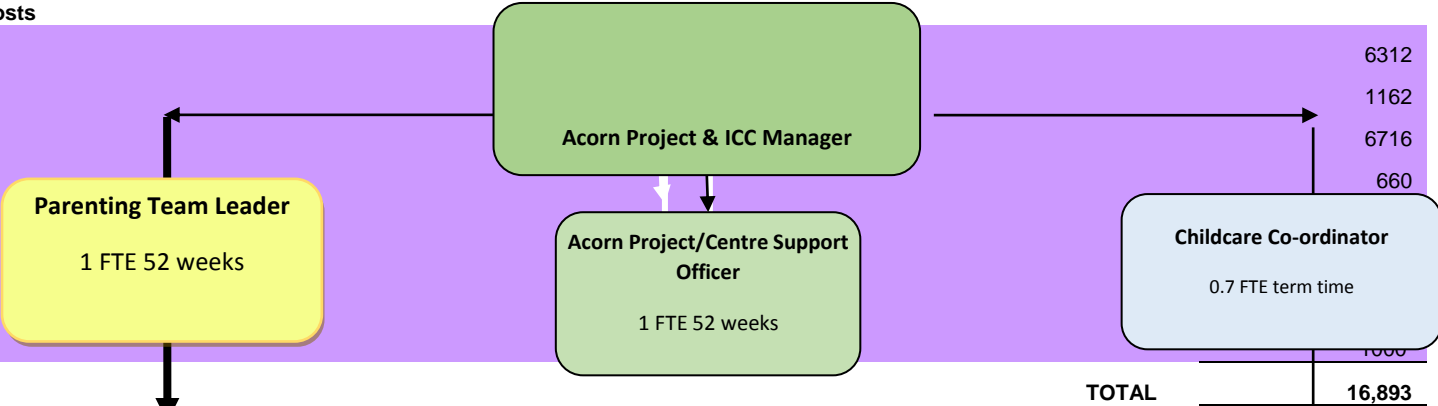 osts
6312
1162
Acorn Project & ICC Manager
6716
660
Parenting Team Leader
1 FTE 52 weeks
Acorn Project/Centre Support
Officer
1 FTE 52 weeks
Childcare Co-ordinator
0.7 FTE term time
TOTAL 16,893